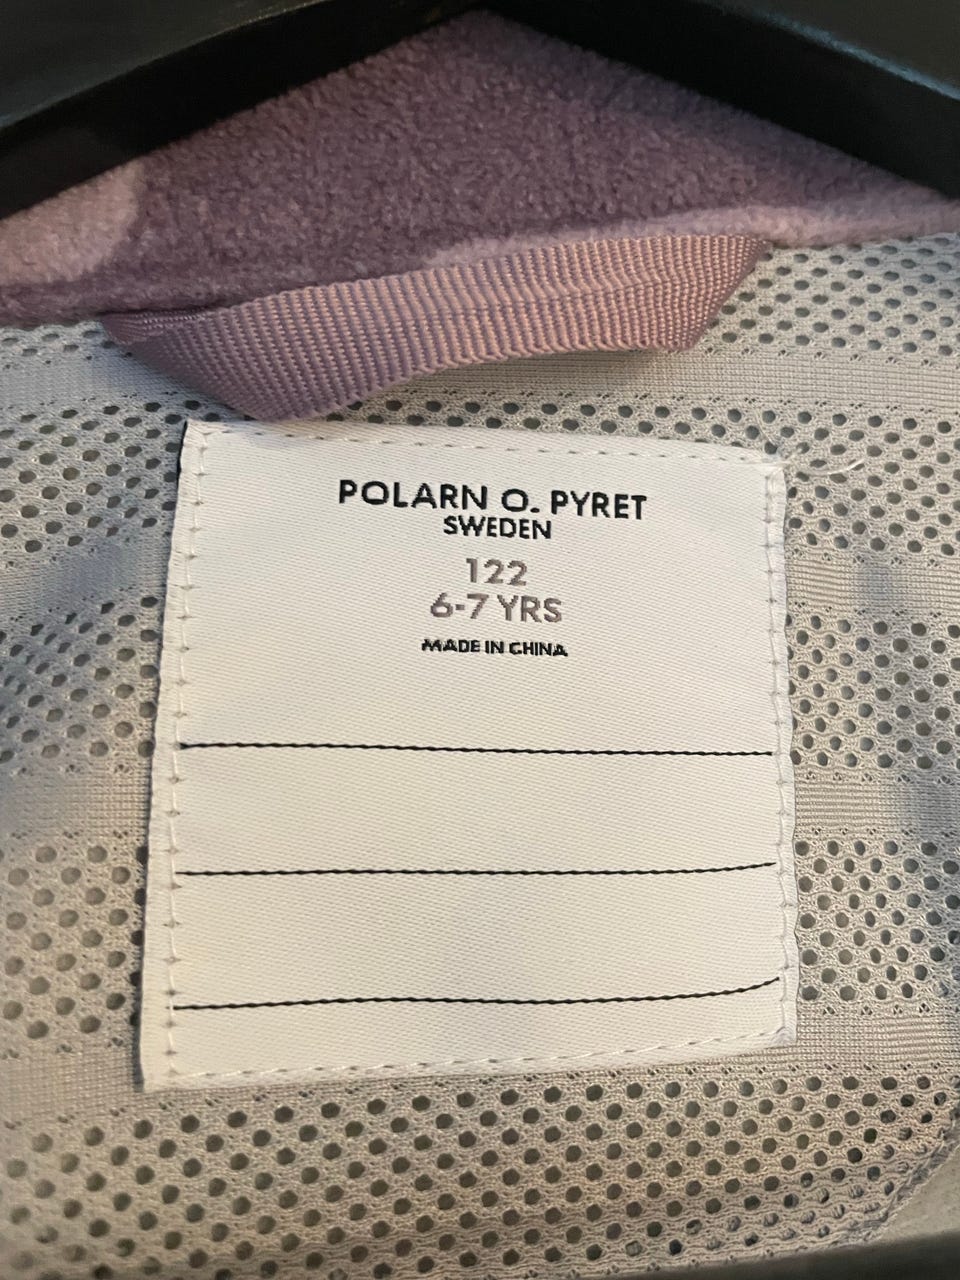 POLARN O. PYRET
SWEDEN
122
6-7 YRS
MADE IN CHINA